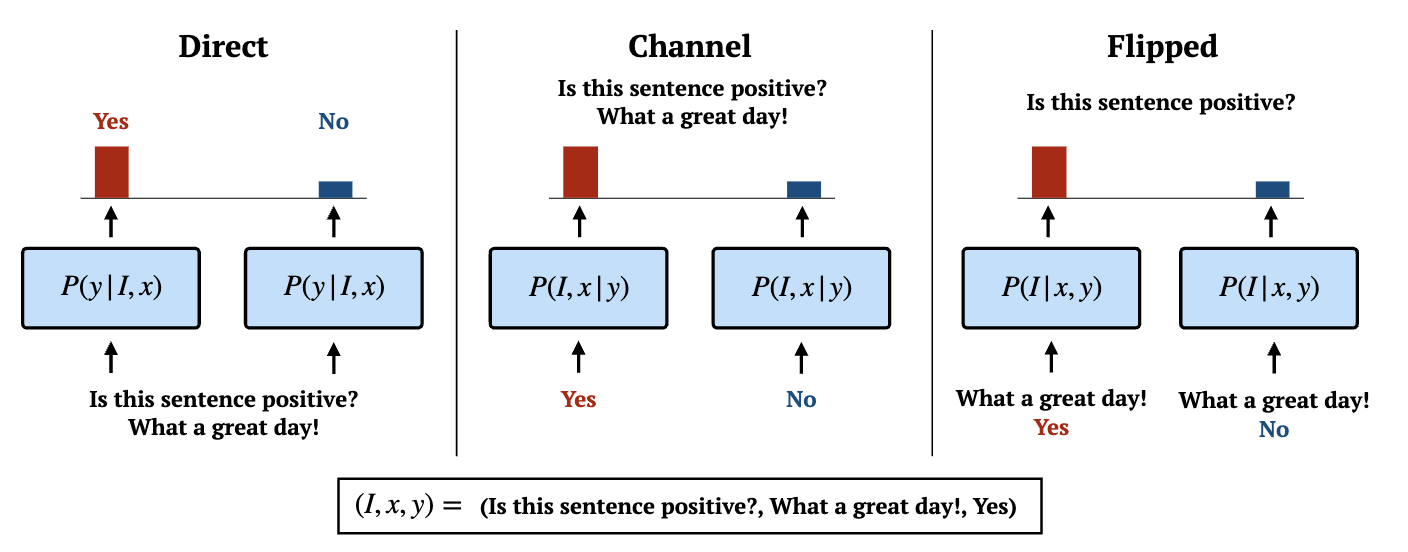 Direct
Yes
No
P(y|I, x)
P(y|I, x)
Is this sentence positive?
What a great day!
Channel
Is this sentence positive?
What a great day!
P(I, x|y)
P(I, x|y)
Yes
No
Flipped
Is this sentence positive?
P(I|x, y)
P(I|x, y)
What a great day!
Yes
What a great day!
No
(I, x, y) = (Is this sentence positive?, What a great day!, Yes)